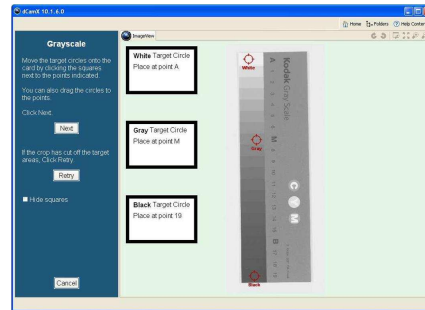 dCamX 10.1.6.0
Home Folders Help Contents
ImageView
Grayscale
Move the target circles onto the
card by clicking the squares
next to the points indicated.
You can also drag the circles to
the points.
Click Next.
Next
If the crop has cut off the target
areas, Click Retry.
Retry
Hide squares
Cancel
White Target Circle
Place at point A
Gray Target Circle
Place at point M
Black Target Circle
Place at point 19
White
Gray
Black
Kodak Gray Scale
A
M
B
C Y M